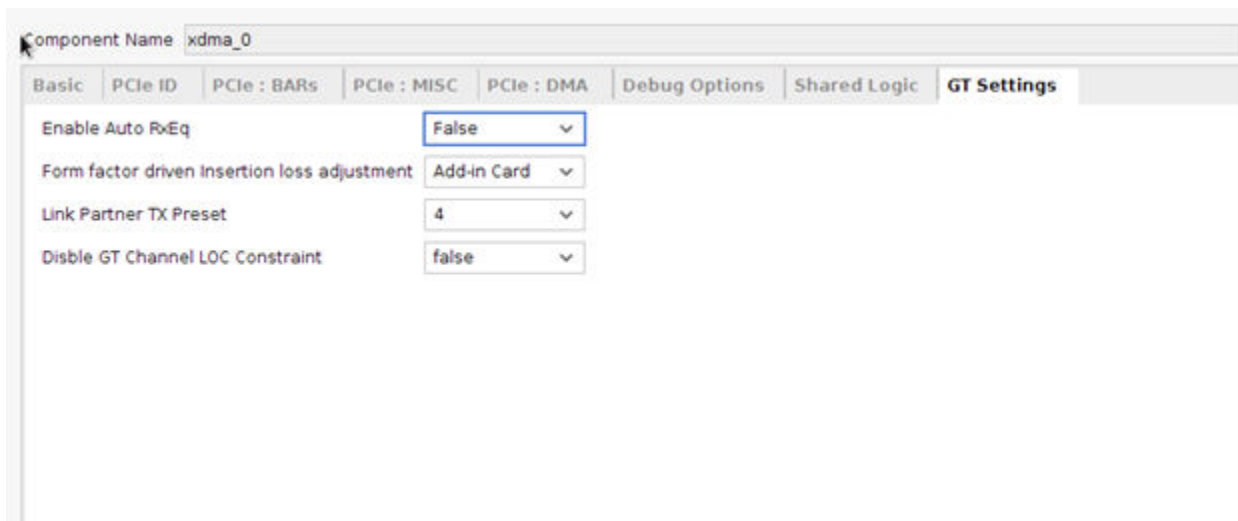 Component Name xdma_0
Basic PCIe ID PCIe : BARs PCIe : MISC PCIe : DMA Debug Options Shared Logic GT Settings
Enable Auto RxEq False
Form factor driven Insertion loss adjustment Add-in Card
Link Partner TX Preset 4
Disble GT Channel LOC Constraint false